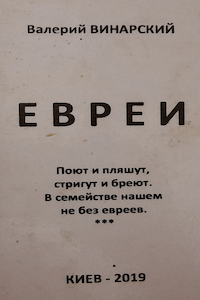 Валерий ВИНАРСКИЙ
ЕВРЕИ
Поют и пляшут,
стригут и бреют.
В семействе нашем
не без евреев.
***
КИЕВ - 2019